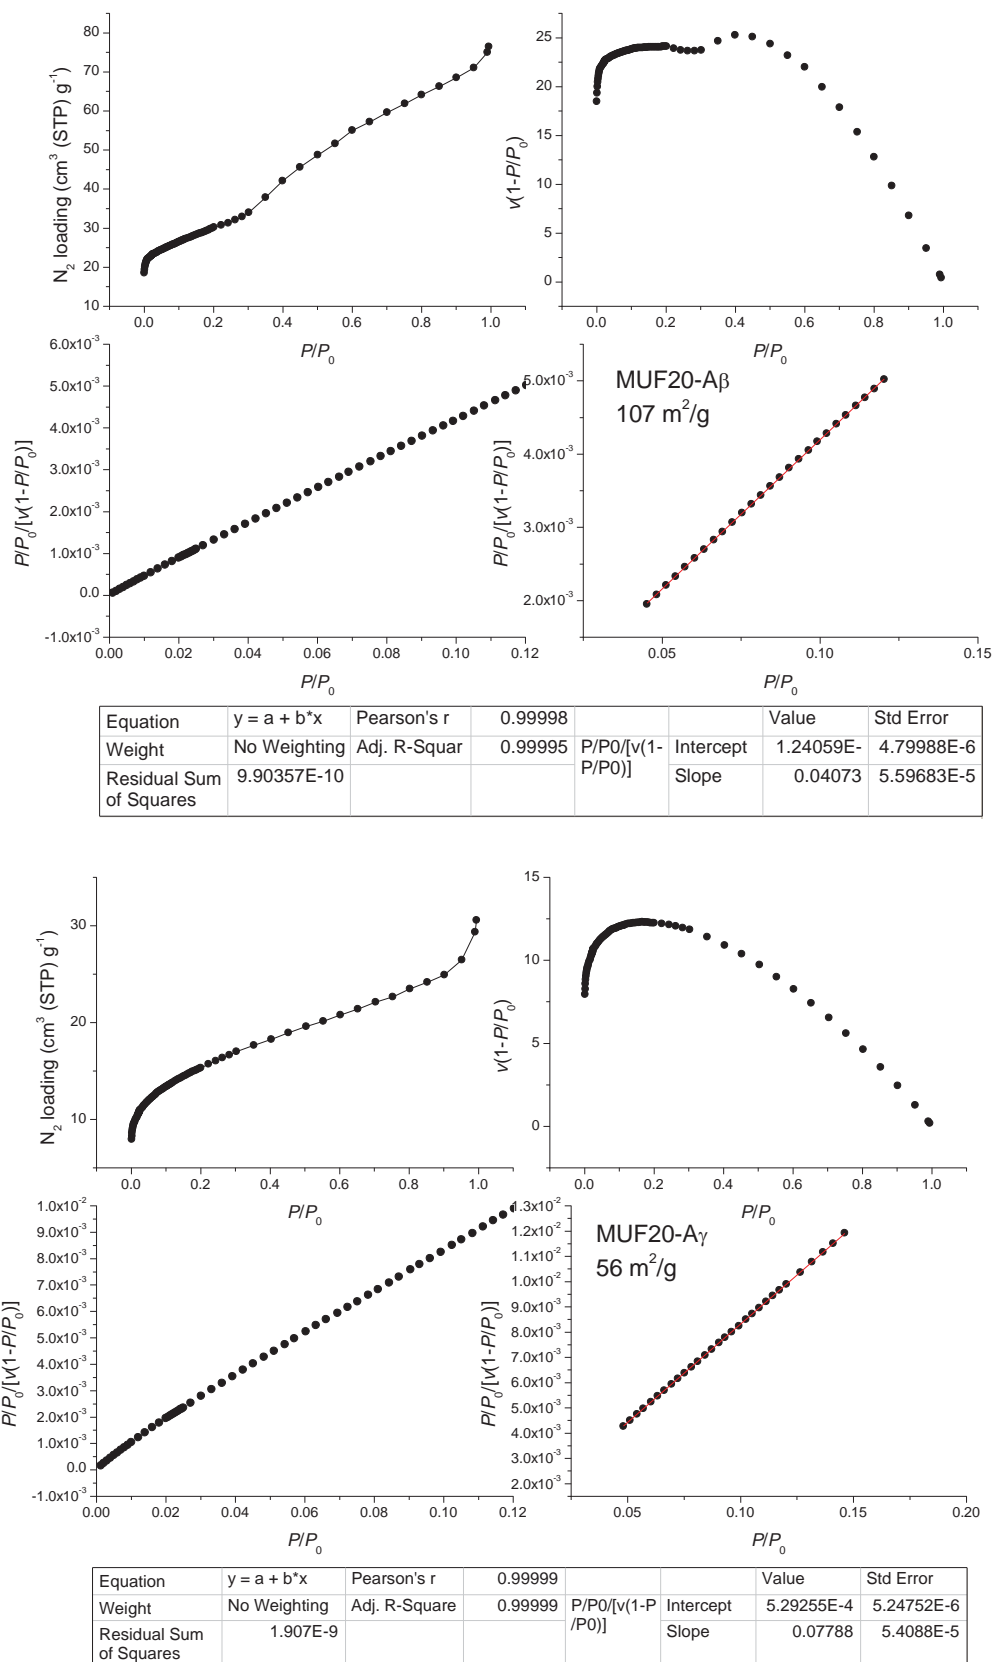 80
70
60
50
40
30
20
10
N2 loading (cm3 (STP) g-1)
0.0 0.2 0.4 0.6 0.8 1.0
P/P0
25
20
15
10
5
0
v(1-P/P0)
0.0 0.2 0.4 0.6 0.8 1.0
P/P0
6.0x10-3
5.0x10-3
4.0x10-3
3.0x10-3
2.0x10-3
1.0x10-3
0.0
-1.0x10-3
P/P0/[v(1-P/P0)]
0.00 0.02 0.04 0.06 0.08 0.10 0.12
P/P0
MUF20-Aβ
107 m2/g
5.0x10-3
4.0x10-3
3.0x10-3
2.0x10-3
P/P0/[v(1-P/P0)]
0.05 0.10 0.15
P/P0
Equation y = a + b*x Pearson's r 0.99998 Value Std Error
Weight No Weighting Adj. R-Squar 0.99995 P/P0/[v(1- Intercept 1.24059E- 4.79988E-6
P/P0)]
Residual Sum 9.90357E-10 Slope 0.04073 5.59683E-5
of Squares
30
20
10
N2 loading (cm3 (STP) g-1)
0.0 0.2 0.4 0.6 0.8 1.0
P/P0
15
10
5
0
v(1-P/P0)
0.0 0.2 0.4 0.6 0.8 1.0
P/P0
1.0x10-2
9.0x10-3
8.0x10-3
7.0x10-3
6.0x10-3
5.0x10-3
4.0x10-3
3.0x10-3
2.0x10-3
1.0x10-3
0.0
-1.0x10-3
P/P0/[v(1-P/P0)]
0.00 0.02 0.04 0.06 0.08 0.10 0.12
P/P0
MUF20-Aγ
56 m2/g
1.3x10-2
1.2x10-2
1.1x10-2
1.0x10-2
9.0x10-3
8.0x10-3
7.0x10-3
6.0x10-3
5.0x10-3
4.0x10-3
3.0x10-3
2.0x10-3
P/P0/[v(1-P/P0)]
0.05 0.10 0.15 0.20
P/P0
Equation y = a + b*x Pearson's r 0.99999 Value Std Error
Weight No Weighting Adj. R-Square 0.99999 P/P0/[v(1-P Intercept 5.29255E-4 5.24752E-6
/P0)]
Residual Sum 1.907E-9 Slope 0.07788 5.4088E-5
of Squares